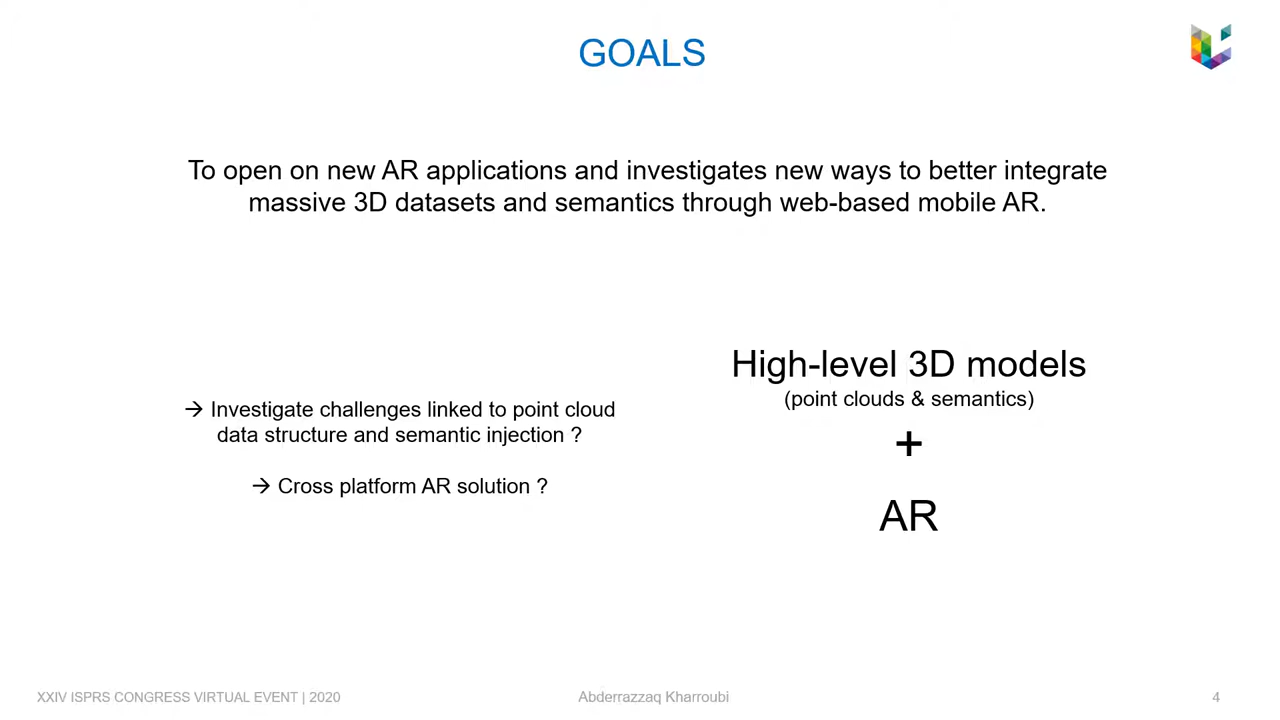 GOALS
To open on new AR applications and investigates new ways to better integrate
massive 3D datasets and semantics through web-based mobile AR.
→ Investigate challenges linked to point cloud
data structure and semantic injection ?
→ Cross platform AR solution ?
High-level 3D models
(point clouds & semantics)
+
AR
XXIV ISPRS CONGRESS VIRTUAL EVENT | 2020
Abderrazzaq Kharroubi
4